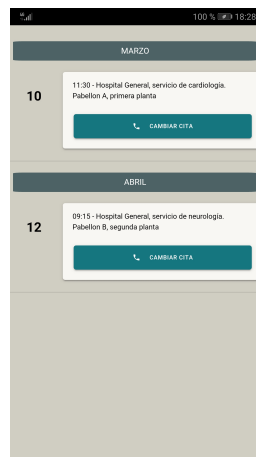 100 % 18:28
MARZO
10
11:30 - Hospital General, servicio de cardiología.
Pabellon A, primera planta
CAMBIAR CITA
ABRIL
12
09:15 - Hospital General, servicio de neurología.
Pabellon B, segunda planta
CAMBIAR CITA